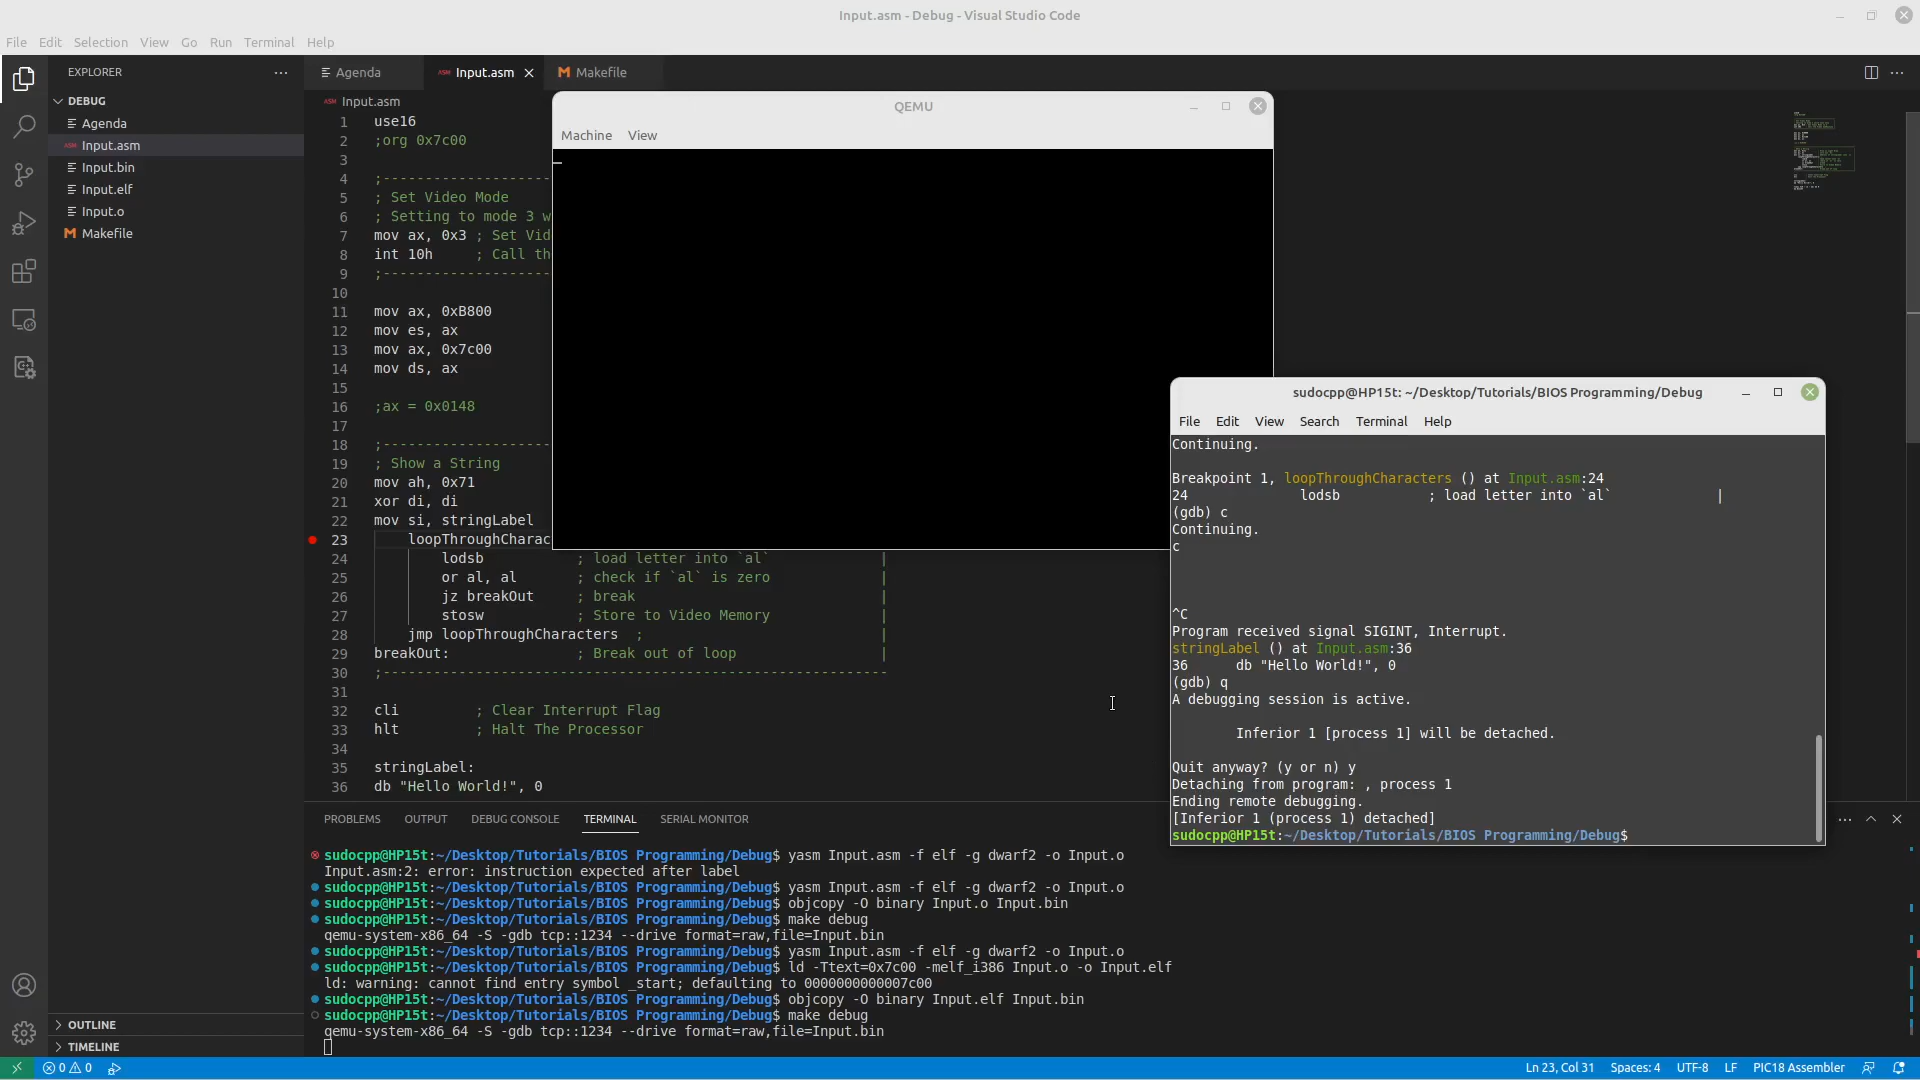 Input.asm - Debug - Visual Studio Code
File Edit Selection View Go Run Terminal Help
EXPLORER
DEBUG
Agenda
Input.asm
Input.bin
Input.elf
Input.o
Makefile
OUTLINE
TIMELINE
Agenda
Input.asm
Makefile
Input.asm
1 use16
2 ;org 0x7c00
3
4 ;--------------------
5 ; Set Video Mode
6 ; Setting to mode 3 w
7 mov ax, 0x3 ; Set Vid
8 int 10h ; Call th
9 ;--------------------
10
11 mov ax, 0xB800
12 mov es, ax
13 mov ax, 0x7c00
14 mov ds, ax
15
16 ;ax = 0x0148
17
18 ;--------------------
19 ; Show a String
20 mov ah, 0x71
21 xor di, di
22 mov si, stringLabel
23 loopThroughCharac
24 lodsb ; load letter into `al` |
25 or al, al ; check if `al` is zero |
26 jz breakOut ; break |
27 stosw ; Store to Video Memory |
28 jmp loopThroughCharacters ; |
29 breakOut: ; Break out of loop |
30 ;------------------------------------------------------------
31
32 cli ; Clear Interrupt Flag
33 hlt ; Halt The Processor
34
35 stringLabel:
36 db "Hello World!", 0
QEMU
Machine View
sudocpp@HP15t: ~/Desktop/Tutorials/BIOS Programming/Debug
File Edit View Search Terminal Help
Continuing.
Breakpoint 1, loopThroughCharacters () at Input.asm:24
24 lodsb ; load letter into `al` |
(gdb) c
Continuing.
c
^C
Program received signal SIGINT, Interrupt.
stringLabel () at Input.asm:36
36 db "Hello World!", 0
(gdb) q
A debugging session is active.
Inferior 1 [process 1] will be detached.
Quit anyway? (y or n) y
Detaching from program: , process 1
Ending remote debugging.
[Inferior 1 (process 1) detached]
sudocpp@HP15t:~/Desktop/Tutorials/BIOS Programming/Debug$
PROBLEMS OUTPUT DEBUG CONSOLE TERMINAL SERIAL MONITOR
sudocpp@HP15t:~/Desktop/Tutorials/BIOS Programming/Debug$ yasm Input.asm -f elf -g dwarf2 -o Input.o
Input.asm:2: error: instruction expected after label
sudocpp@HP15t:~/Desktop/Tutorials/BIOS Programming/Debug$ yasm Input.asm -f elf -g dwarf2 -o Input.o
sudocpp@HP15t:~/Desktop/Tutorials/BIOS Programming/Debug$ objcopy -O binary Input.o Input.bin
sudocpp@HP15t:~/Desktop/Tutorials/BIOS Programming/Debug$ make debug
qemu-system-x86_64 -S -gdb tcp::1234 --drive format=raw,file=Input.bin
sudocpp@HP15t:~/Desktop/Tutorials/BIOS Programming/Debug$ yasm Input.asm -f elf -g dwarf2 -o Input.o
sudocpp@HP15t:~/Desktop/Tutorials/BIOS Programming/Debug$ ld -Ttext=0x7c00 -melf_i386 Input.o -o Input.elf
ld: warning: cannot find entry symbol _start; defaulting to 0000000000007c00
sudocpp@HP15t:~/Desktop/Tutorials/BIOS Programming/Debug$ objcopy -O binary Input.elf Input.bin
sudocpp@HP15t:~/Desktop/Tutorials/BIOS Programming/Debug$ make debug
qemu-system-x86_64 -S -gdb tcp::1234 --drive format=raw,file=Input.bin
0 0 Ln 23, Col 31 Spaces: 4 UTF-8 LF PIC18 Assembler